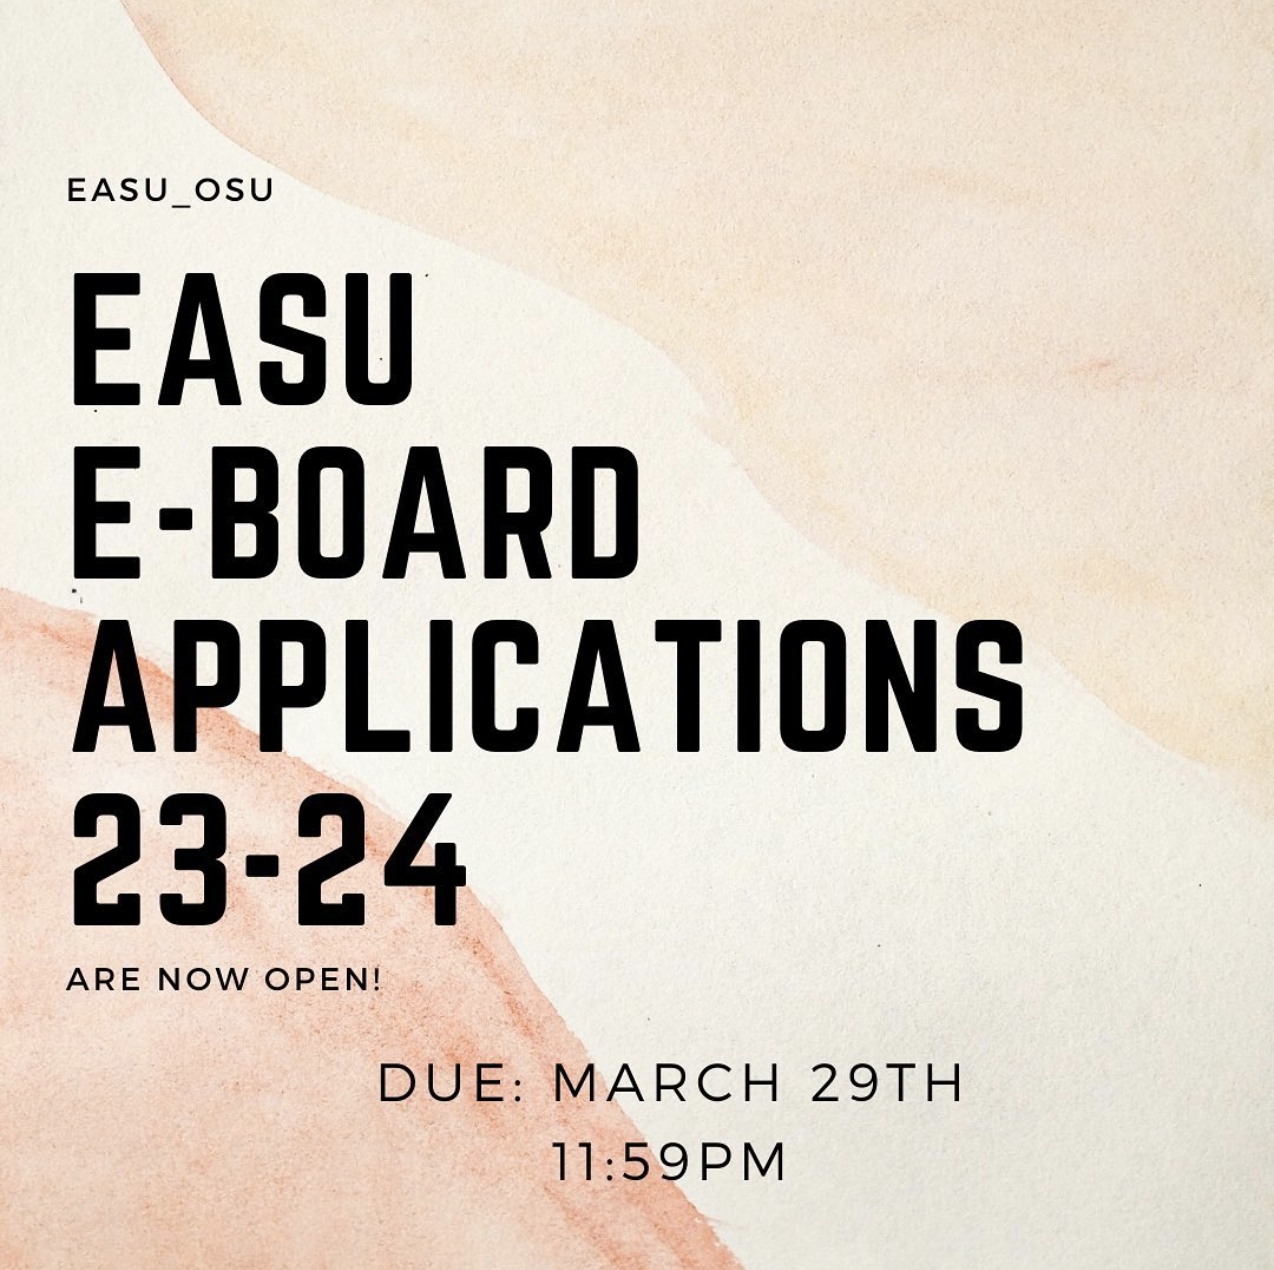 EASU_OSU
EASU
E-BOARD
APPLICATIONS
23-24
ARE NOW OPEN!
DUE: MARCH 29TH
11:59PM